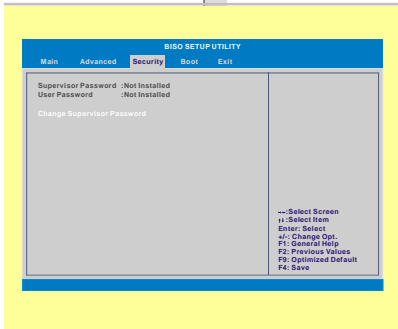 BISO SETUP UTILITY
Main Advanced Security Boot Exit
Supervisor Password :Not Installed
User Password :Not Installed
Change Supervisor Password
↔:Select Screen
↑↓:Select Item
Enter: Select
+/-: Change Opt.
F1: General Help
F2: Previous Values
F9: Optimized Default
F4: Save